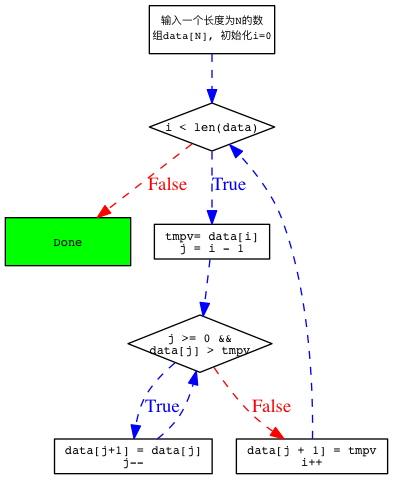 输入一个长度为N的数
组data[N], 初始化i=0
i < len(data)
False
True
Done
tmpv= data[i]
j = i - 1
j >= 0 &&
data[j] > tmpv
True
False
data[j+1] = data[j]
j--
data[j + 1] = tmpv
i++